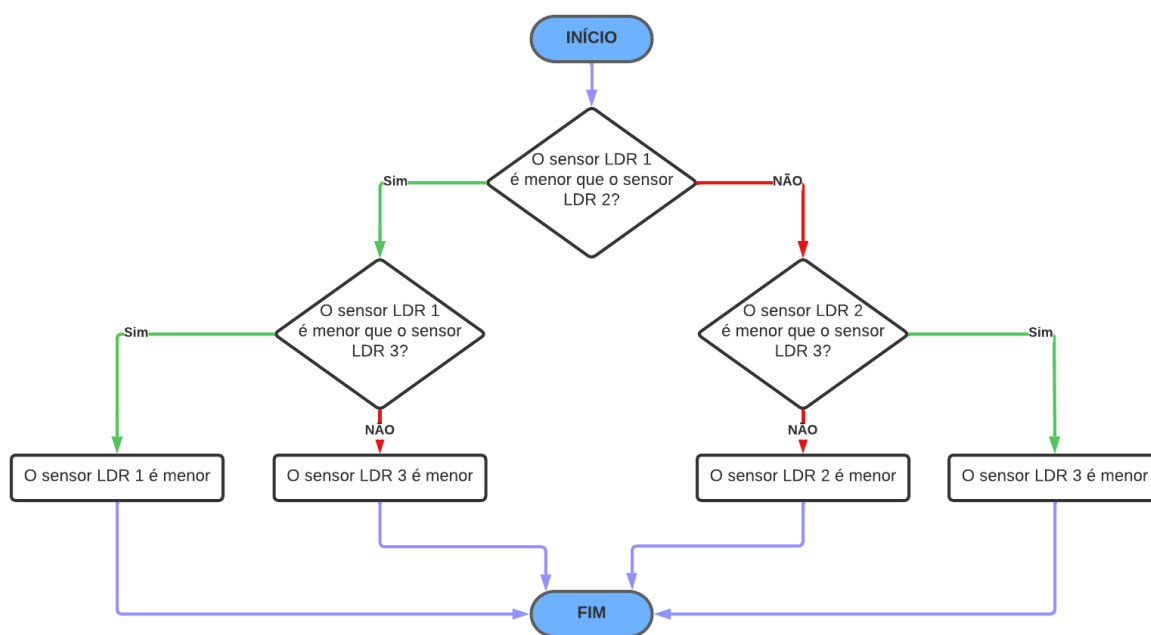 INÍCIO
O sensor LDR 1
é menor que o sensor
LDR 2?
Sim
NÃO
O sensor LDR 1
é menor que o sensor
LDR 3?
O sensor LDR 2
é menor que o sensor
LDR 3?
Sim
Sim
NÃO
NÃO
O sensor LDR 1 é menor
O sensor LDR 3 é menor
O sensor LDR 2 é menor
O sensor LDR 3 é menor
FIM